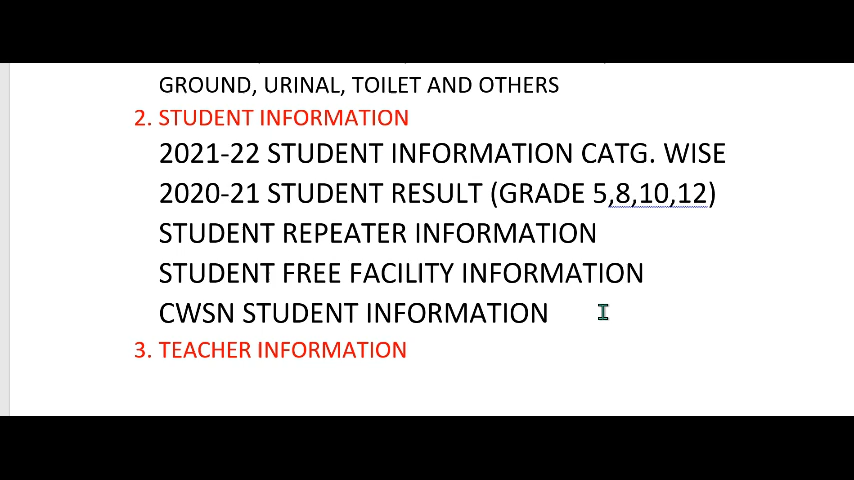 GROUND, URINAL, TOILET AND OTHERS
2. STUDENT INFORMATION
2021-22 STUDENT INFORMATION CATG. WISE
2020-21 STUDENT RESULT (GRADE 5,8,10,12)
STUDENT REPEATER INFORMATION
STUDENT FREE FACILITY INFORMATION
CWSN STUDENT INFORMATION
3. TEACHER INFORMATION